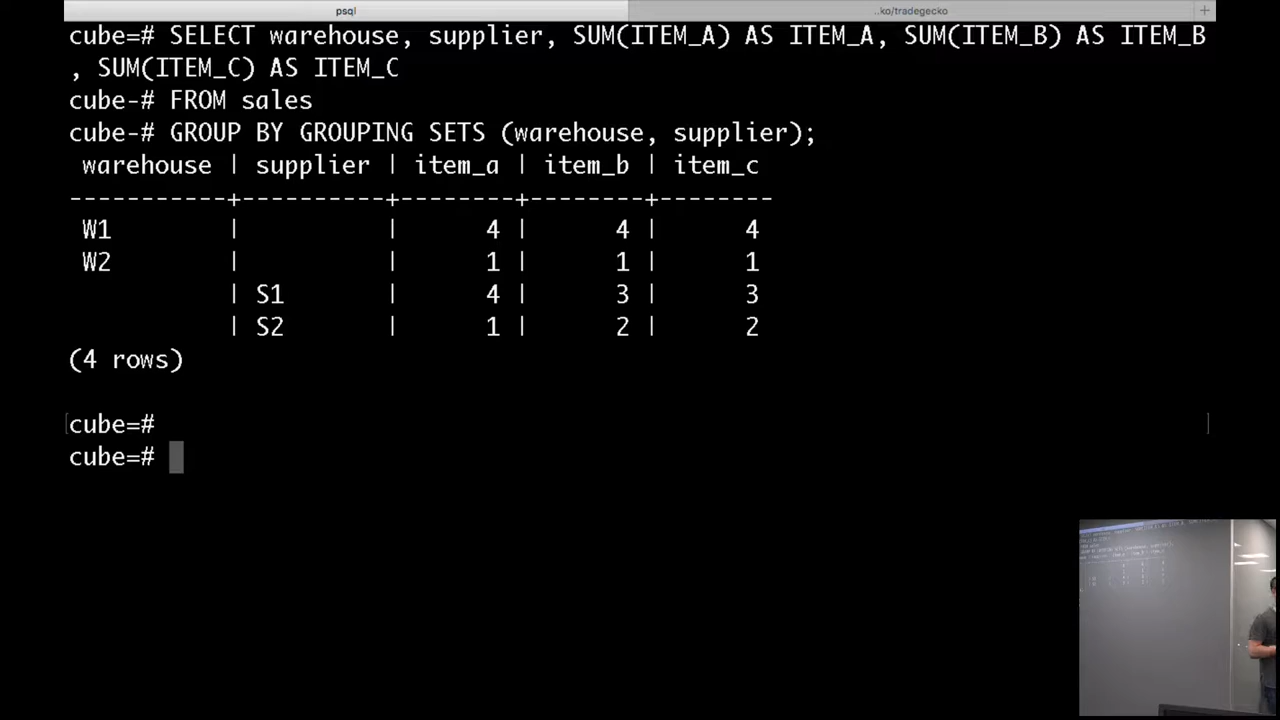 psql
..ko/tradegecko
+
cube=# SELECT warehouse, supplier, SUM(ITEM_A) AS ITEM_A, SUM(ITEM_B) AS ITEM_B
, SUM(ITEM_C) AS ITEM_C
cube-# FROM sales
cube-# GROUP BY GROUPING SETS (warehouse, supplier);
 warehouse | supplier | item_a | item_b | item_c
-----------+----------+--------+--------+--------
 W1        |          |      4 |      4 |      4
 W2        |          |      1 |      1 |      1
           | S1       |      4 |      3 |      3
           | S2       |      1 |      2 |      2
(4 rows)
cube=#
cube=#